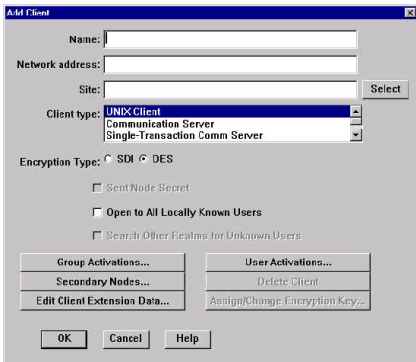 Add Client
Name:
Network address:
Site:
Select
Client type:
UNIX Client
Communication Server
Single-Transaction Comm Server
Encryption Type: SDI DES
Sent Node Secret
Open to All Locally Known Users
Search Other Realms for Unknown Users
Group Activations... User Activations...
Secondary Nodes... Delete Client
Edit Client Extension Data... Assign/Change Encryption Key...
OK Cancel Help